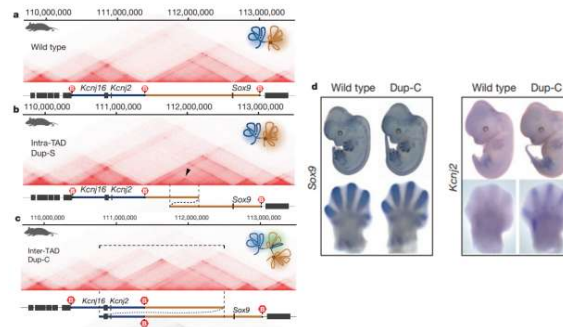 a
110,000,000 111,000,000 112,000,000 113,000,000
Wild type
Kcnj16 Kcnj2 Sox9
B B B
b
110,000,000 111,000,000 112,000,000 113,000,000
Intra-TAD
Dup-S
Kcnj16 Kcnj2
B B
Sox9 B
c
110,000,000 111,000,000 112,000,000 113,000,000
Inter-TAD
Dup-C
Kcnj16 Kcnj2
B B
Sox9
B B
d
Wild type Dup-C
Sox9
Wild type Dup-C
Kcnj2